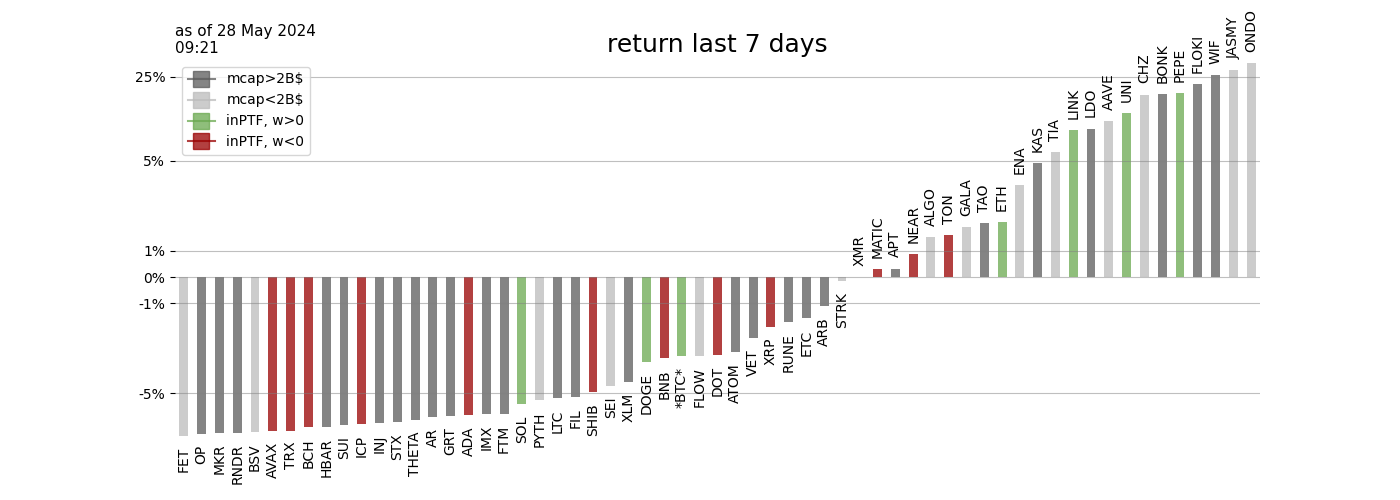 as of 28 May 2024
09:21
return last 7 days
mcap>2B$
mcap<2B$
inPTF, w>0
inPTF, w<0
25%
5%
1%
0%
-1%
-5%
FET
OP
MKR
RNDR
BSV
AVAX
TRX
BCH
HBAR
SUI
ICP
INJ
STX
THETA
AR
GRT
ADA
IMX
FTM
SOL
PYTH
LTC
FIL
SHIB
SEI
XLM
DOGE
BNB
*BTC*
FLOW
DOT
ATOM
VET
XRP
RUNE
ETC
ARB
STRK
XMR
MATIC
APT
NEAR
ALGO
TON
GALA
TAO
ETH
ENA
KAS
TIA
LINK
LDO
AAVE
UNI
CHZ
BONK
PEPE
FLOKI
WIF
JASMY
ONDO